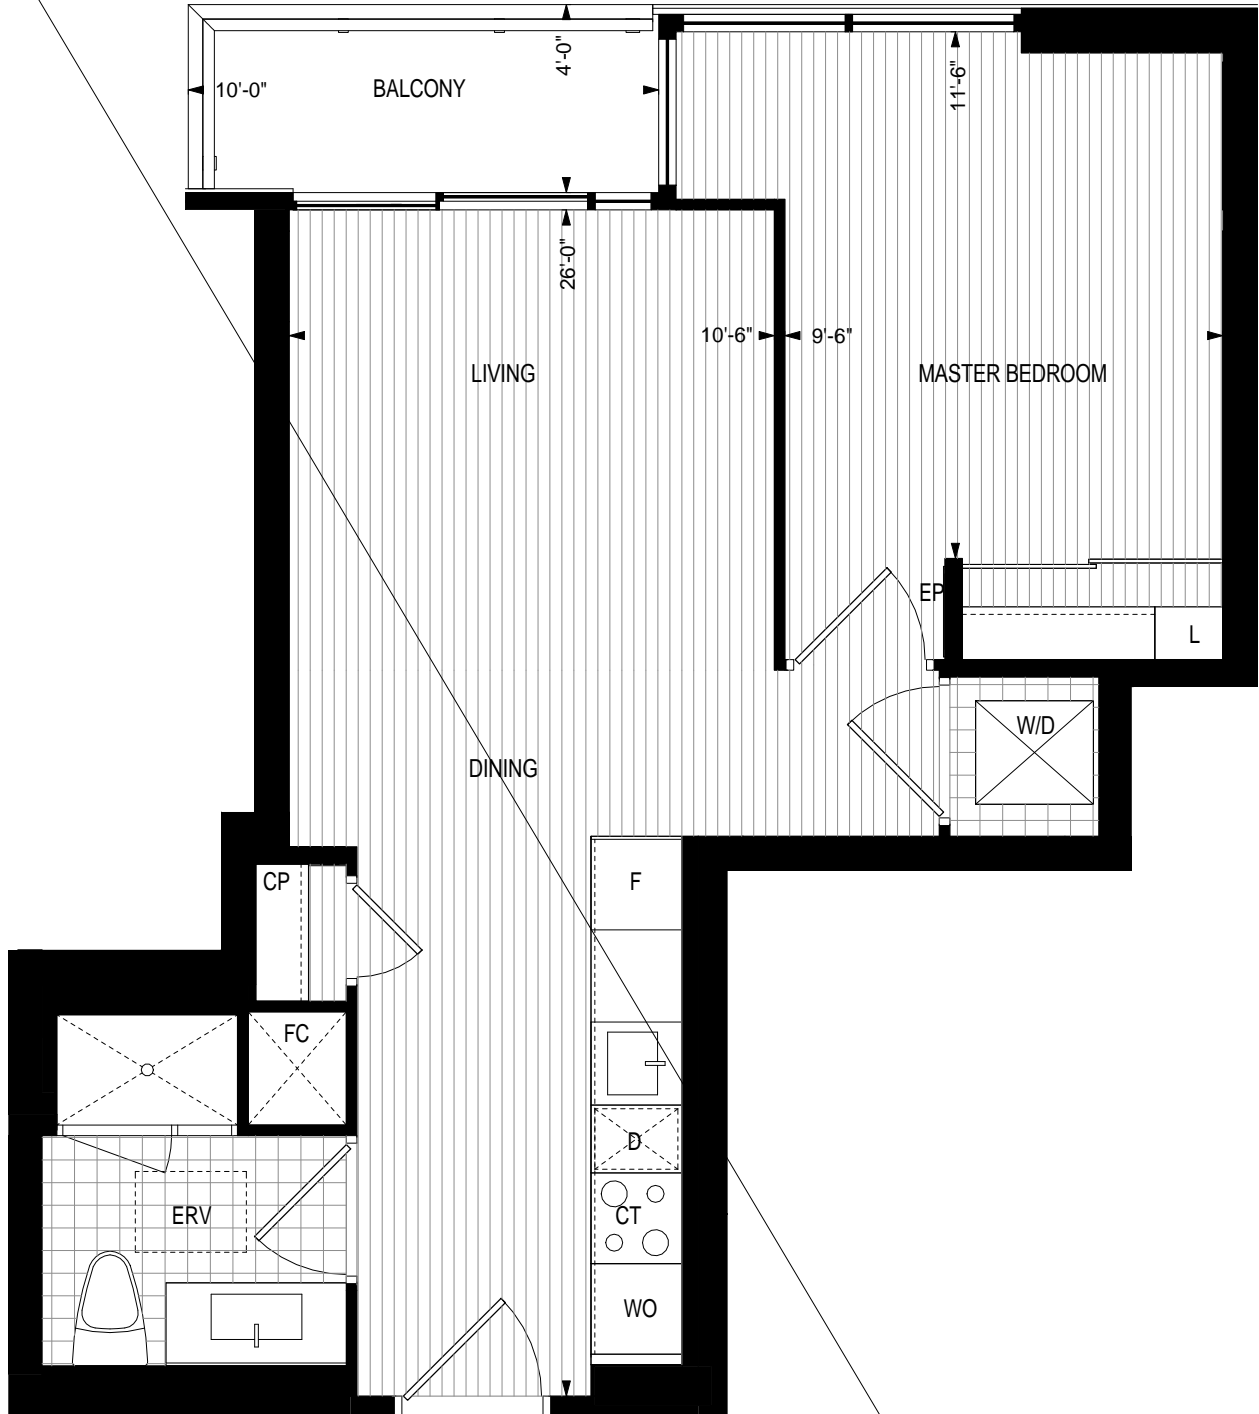 4'-0"
10'-0"
BALCONY
11'-6"
26'-0"
10'-6"
9'-6"
LIVING
MASTER BEDROOM
EP
L
W/D
DINING
CP
F
FC
D
ERV
CT
WO